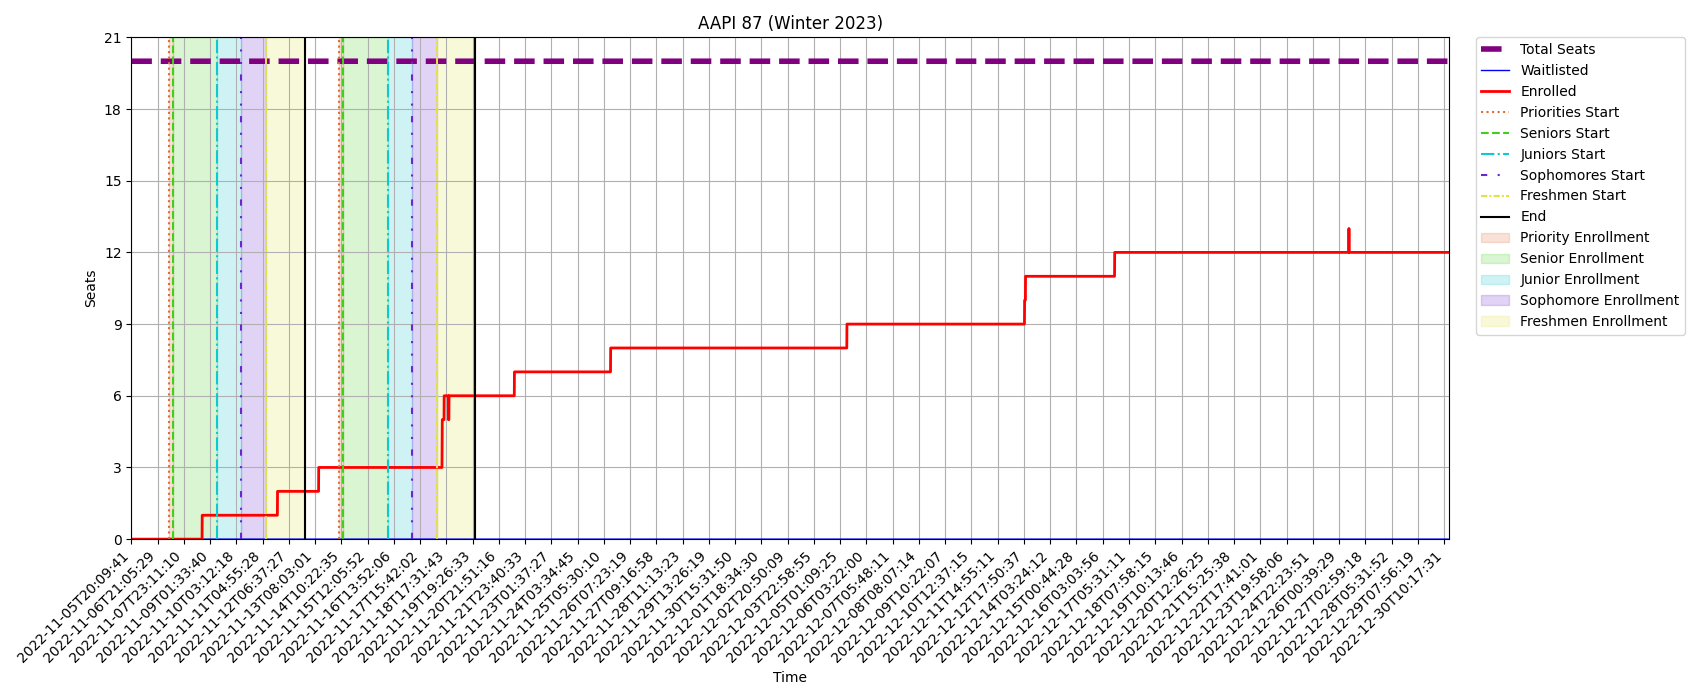 AAPI 87 (Winter 2023)
21
18
15
12
9
6
3
0
Seats
2022-11-05T20:09:41
2022-11-06T21:05:29
2022-11-07T23:11:10
2022-11-09T01:33:40
2022-11-10T03:12:18
2022-11-11T04:55:28
2022-11-12T06:37:27
2022-11-13T08:03:01
2022-11-14T10:22:35
2022-11-15T12:05:52
2022-11-16T13:52:06
2022-11-17T15:42:02
2022-11-18T17:31:43
2022-11-19T19:26:33
2022-11-20T21:51:16
2022-11-21T23:40:33
2022-11-23T01:37:27
2022-11-24T03:34:45
2022-11-25T05:30:10
2022-11-26T07:23:19
2022-11-27T09:16:58
2022-11-28T11:13:23
2022-11-29T13:26:19
2022-11-30T15:31:50
2022-12-01T18:34:30
2022-12-02T20:50:09
2022-12-03T22:58:55
2022-12-05T01:09:25
2022-12-06T03:22:00
2022-12-07T05:48:11
2022-12-08T08:07:14
2022-12-09T10:22:07
2022-12-10T12:37:15
2022-12-11T14:55:11
2022-12-12T17:50:37
2022-12-14T03:24:12
2022-12-15T00:44:28
2022-12-16T03:03:56
2022-12-17T05:31:11
2022-12-18T07:58:15
2022-12-19T10:13:46
2022-12-20T12:26:25
2022-12-21T15:25:38
2022-12-22T17:41:01
2022-12-23T19:58:06
2022-12-24T22:23:51
2022-12-26T00:39:29
2022-12-27T02:59:18
2022-12-28T05:31:52
2022-12-29T07:56:19
2022-12-30T10:17:31
Time
Total Seats
Waitlisted
Enrolled
Priorities Start
Seniors Start
Juniors Start
Sophomores Start
Freshmen Start
End
Priority Enrollment
Senior Enrollment
Junior Enrollment
Sophomore Enrollment
Freshmen Enrollment